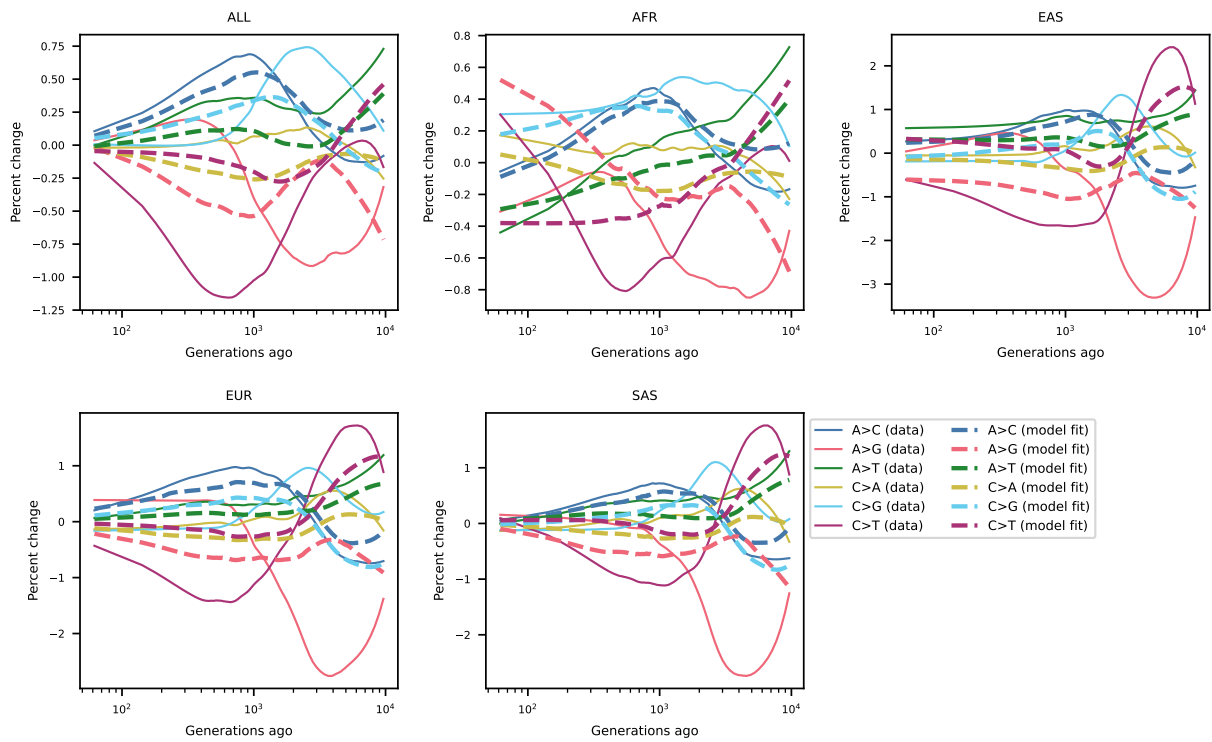 ALL
AFR
EAS
0.75
0.50
0.25
0.00
−0.25
−0.50
−0.75
−1.00
−1.25
Percent change
10²
10³
10⁴
Generations ago
0.8
0.6
0.4
0.2
0.0
−0.2
−0.4
−0.6
−0.8
Percent change
10²
10³
10⁴
Generations ago
2
1
0
−1
−2
−3
Percent change
10²
10³
10⁴
Generations ago
EUR
SAS
1
0
−1
−2
Percent change
10²
10³
10⁴
Generations ago
1
0
−1
−2
Percent change
10²
10³
10⁴
Generations ago
A>C (data) A>C (model fit)
A>G (data) A>G (model fit)
A>T (data) A>T (model fit)
C>A (data) C>A (model fit)
C>G (data) C>G (model fit)
C>T (data) C>T (model fit)